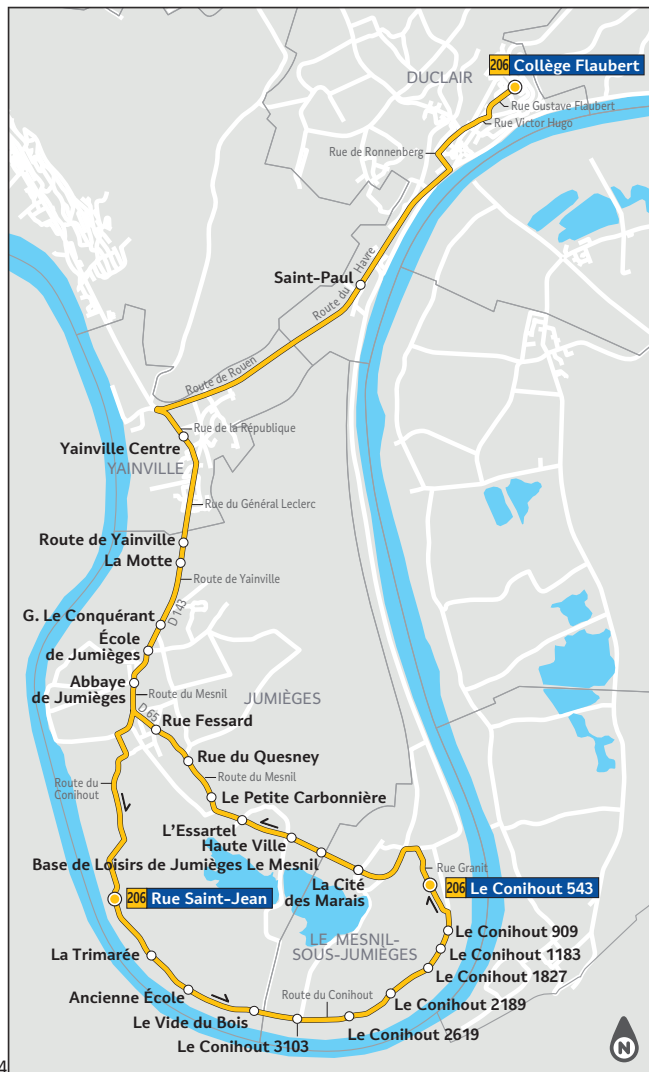 206 Collège Flaubert
DUCLAIR
Rue Gustave Flaubert
Rue Victor Hugo
Rue de Ronnenberg
Saint-Paul
Route du Havre
Route de Rouen
Rue de la République
Yainville Centre
YAINVILLE
Rue du Général Leclerc
Route de Yainville
La Motte
Route de Yainville
G. Le Conquérant
D 143
École
de Jumièges
Abbaye
de Jumièges
Route du Mesnil
JUMIÈGES
D 65
Rue Fessard
Rue du Quesney
Route du Mesnil
Route du
Conihout
Le Petite Carbonnière
L'Essartel
Haute Ville
Base de Loisirs de Jumièges Le Mesnil
Rue Granit
La Cité
des Marais
206 Le Conihout 543
206 Rue Saint-Jean
Le Conihout 909
LE MESNIL-
SOUS-JUMIÈGES
Le Conihout 1183
La Trimarée
Le Conihout 1827
Ancienne École
Route du Conihout
Le Conihout 2189
Le Vide du Bois
Le Conihout 2619
Le Conihout 3103
N
4